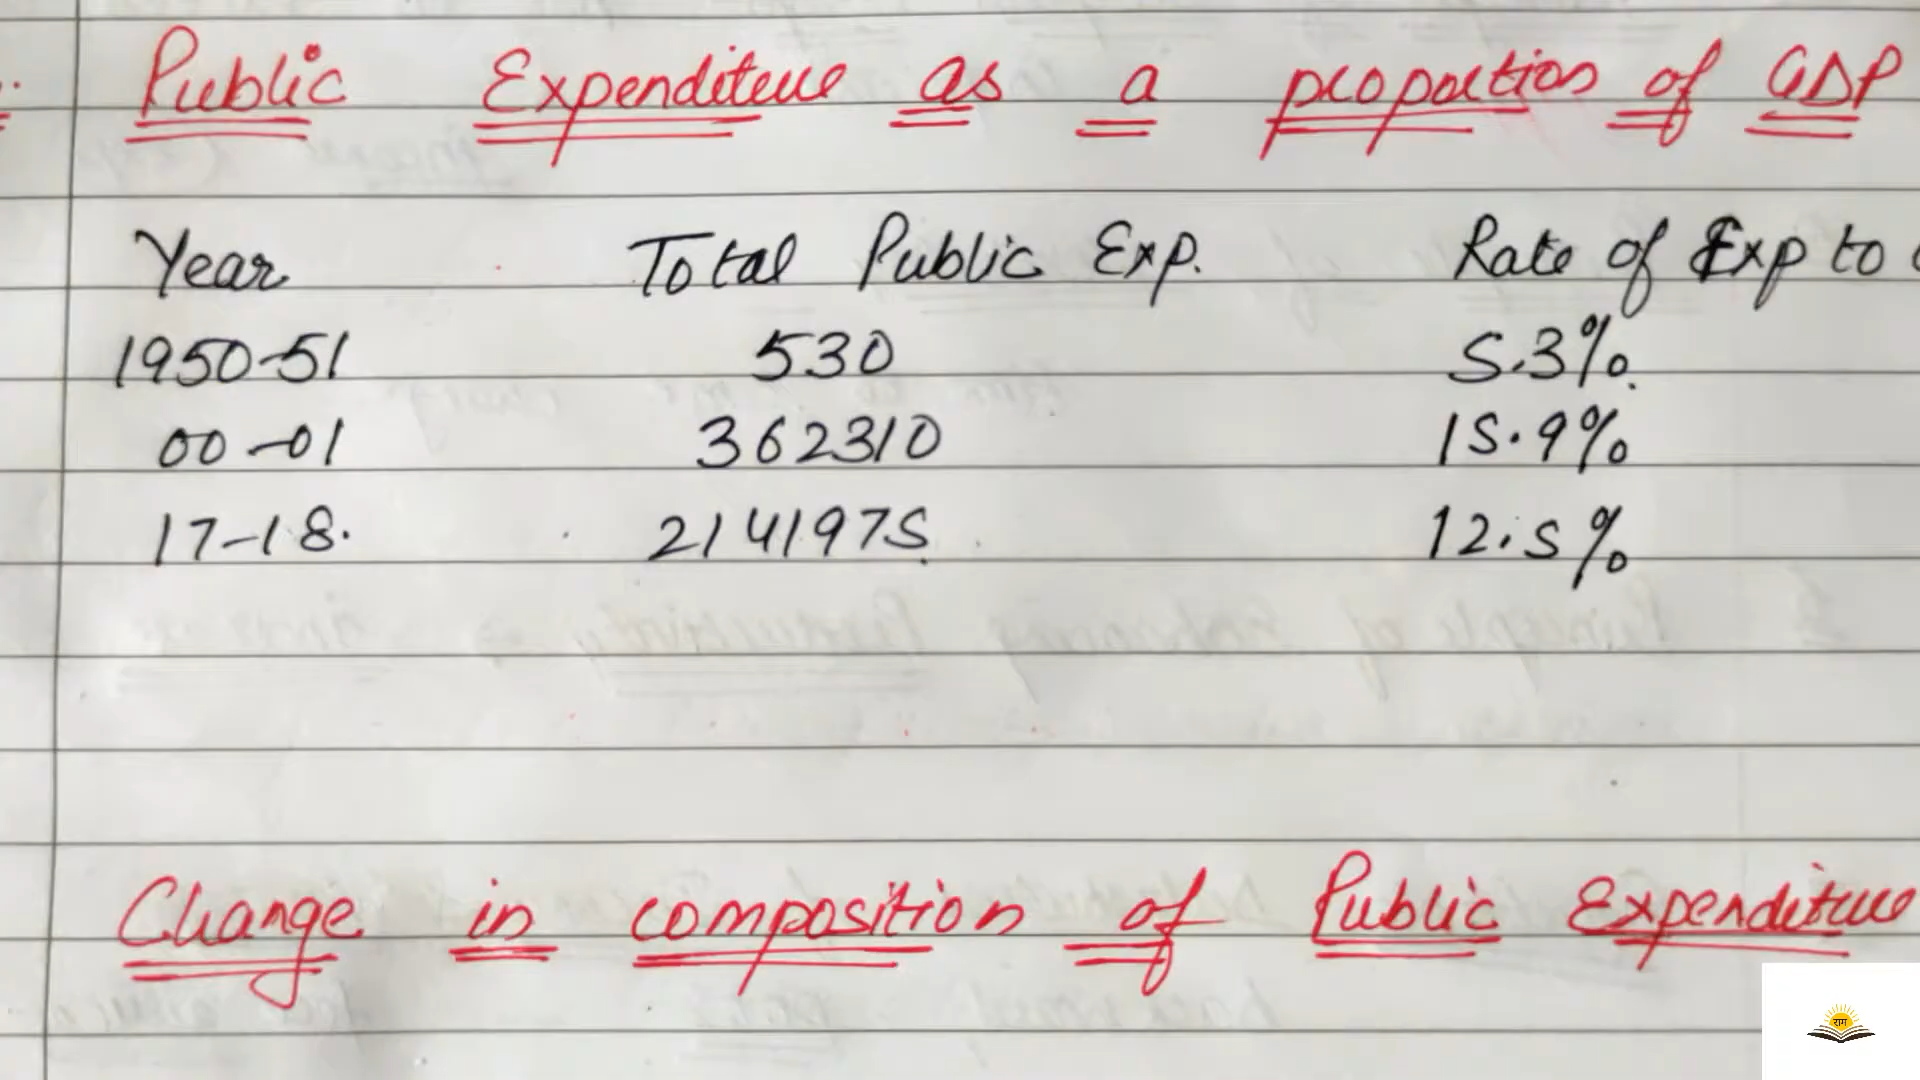 Public Expenditure as a proportion of GDP
Year Total Public Exp. Rate of Exp to
1950-51 530 5.3%.
00-01 362310 15.9%
17-18. 2141975. 12.5%
Change in composition of Public Expenditure
राम